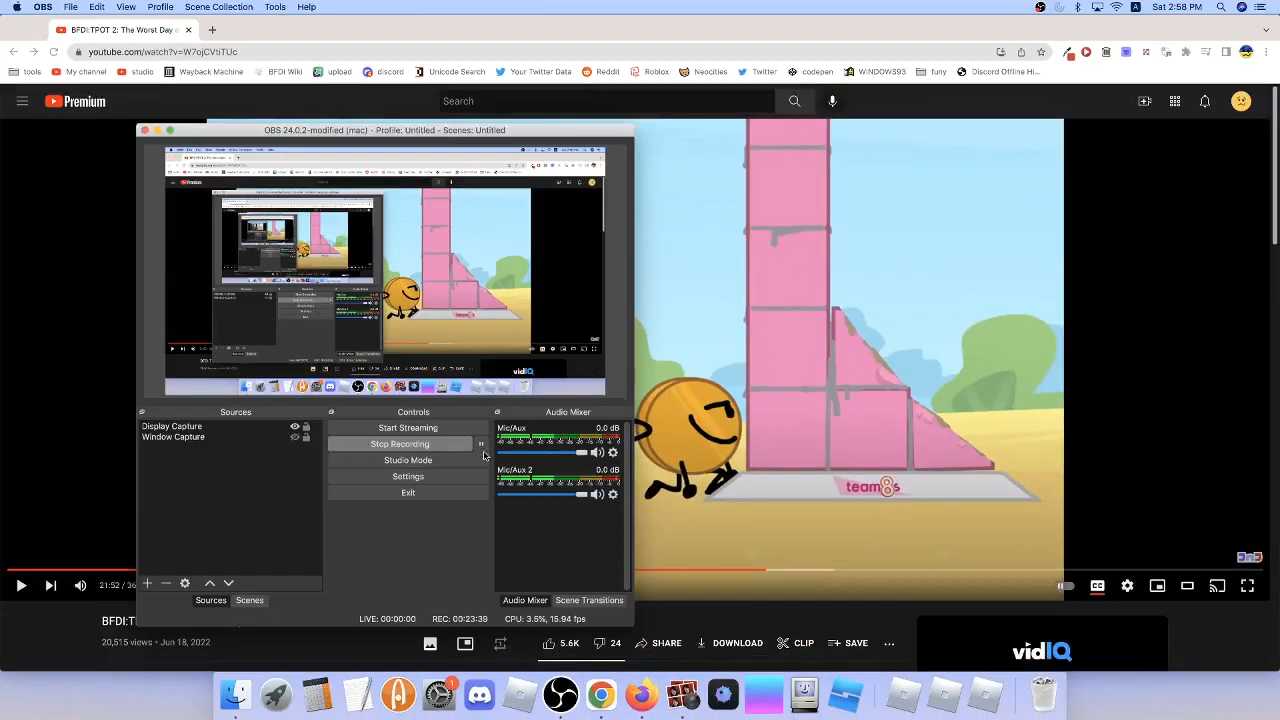 OBS File Edit View Profile Scene Collection Tools Help
A Sat 2:58 PM
BFDI:TPOT 2: The Worst Day o
youtube.com/watch?v=W7ojCVtiTUc
tools My channel studio Wayback Machine BFDI Wiki upload discord Unicode Search Your Twitter Data Reddit Roblox Neocities Twitter codepen WINDOWS93 funy Discord Offline Hi...
Premium
Search
OBS 24.0.2-modified (mac) - Profile: Untitled - Scenes: Untitled
Sources Controls Audio Mixer
Display Capture
Window Capture
Start Streaming
Stop Recording
Studio Mode
Settings
Exit
Mic/Aux 0.0 dB
Mic/Aux 2 0.0 dB
Sources Scenes
Audio Mixer Scene Transitions
LIVE: 00:00:00 REC: 00:23:39 CPU: 3.5%, 15.94 fps
team 8s
21:52 / 36
CC
BFDI:
20,515 views • Jun 18, 2022
5.6K 24 SHARE DOWNLOAD CLIP SAVE
vidIQ
1